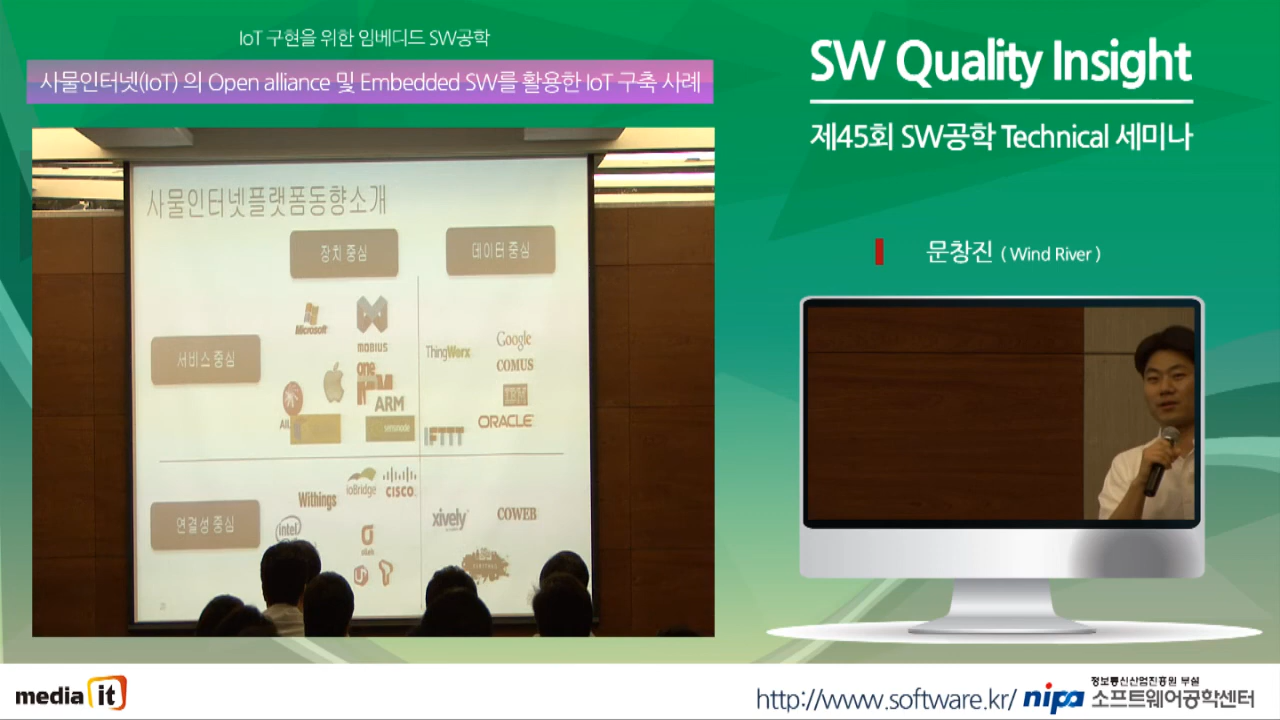 IoT 구현을 위한 임베디드 SW공학
사물인터넷(IoT) 의 Open alliance 및 Embedded SW를 활용한 IoT 구축 사례
SW Quality Insight
제45회 SW공학 Technical 세미나
문창진 ( Wind River )
사물인터넷플랫폼동향소개
장치 중심
데이터 중심
서비스 중심
Microsoft
MOBIUS
one
M2M
ARM
ThingWorx
Google
COMUS
IBM
ORACLE
IFTTT
sensinode
연결성 중심
Withings
ioBridge
CISCO
intel
xively
COWEB
media it
http://www.software.kr/
nipa
정보통신산업진흥원 부설
소프트웨어공학센터